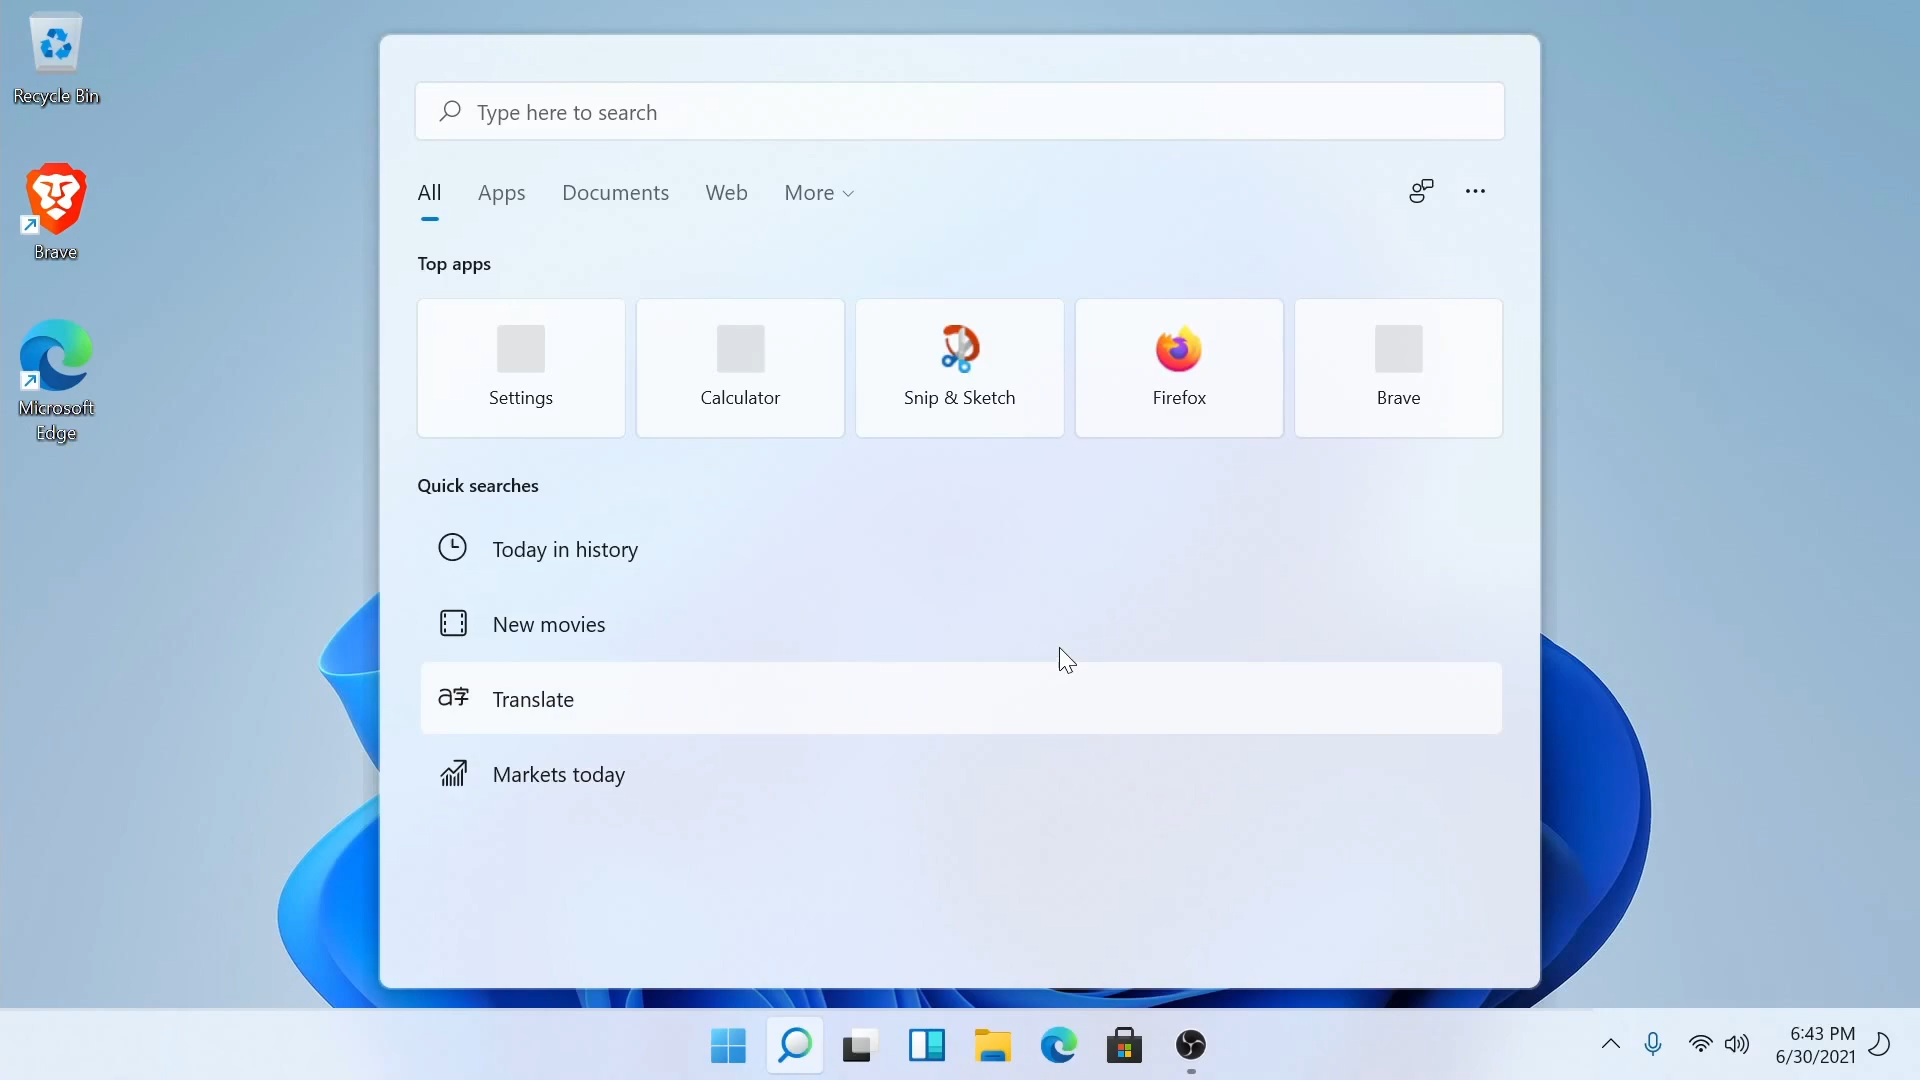 Recycle Bin
Brave
Microsoft
Edge
Type here to search
All Apps Documents Web More
Top apps
Settings Calculator Snip & Sketch Firefox Brave
Quick searches
Today in history
New movies
a字 Translate
Markets today
6:43 PM
6/30/2021